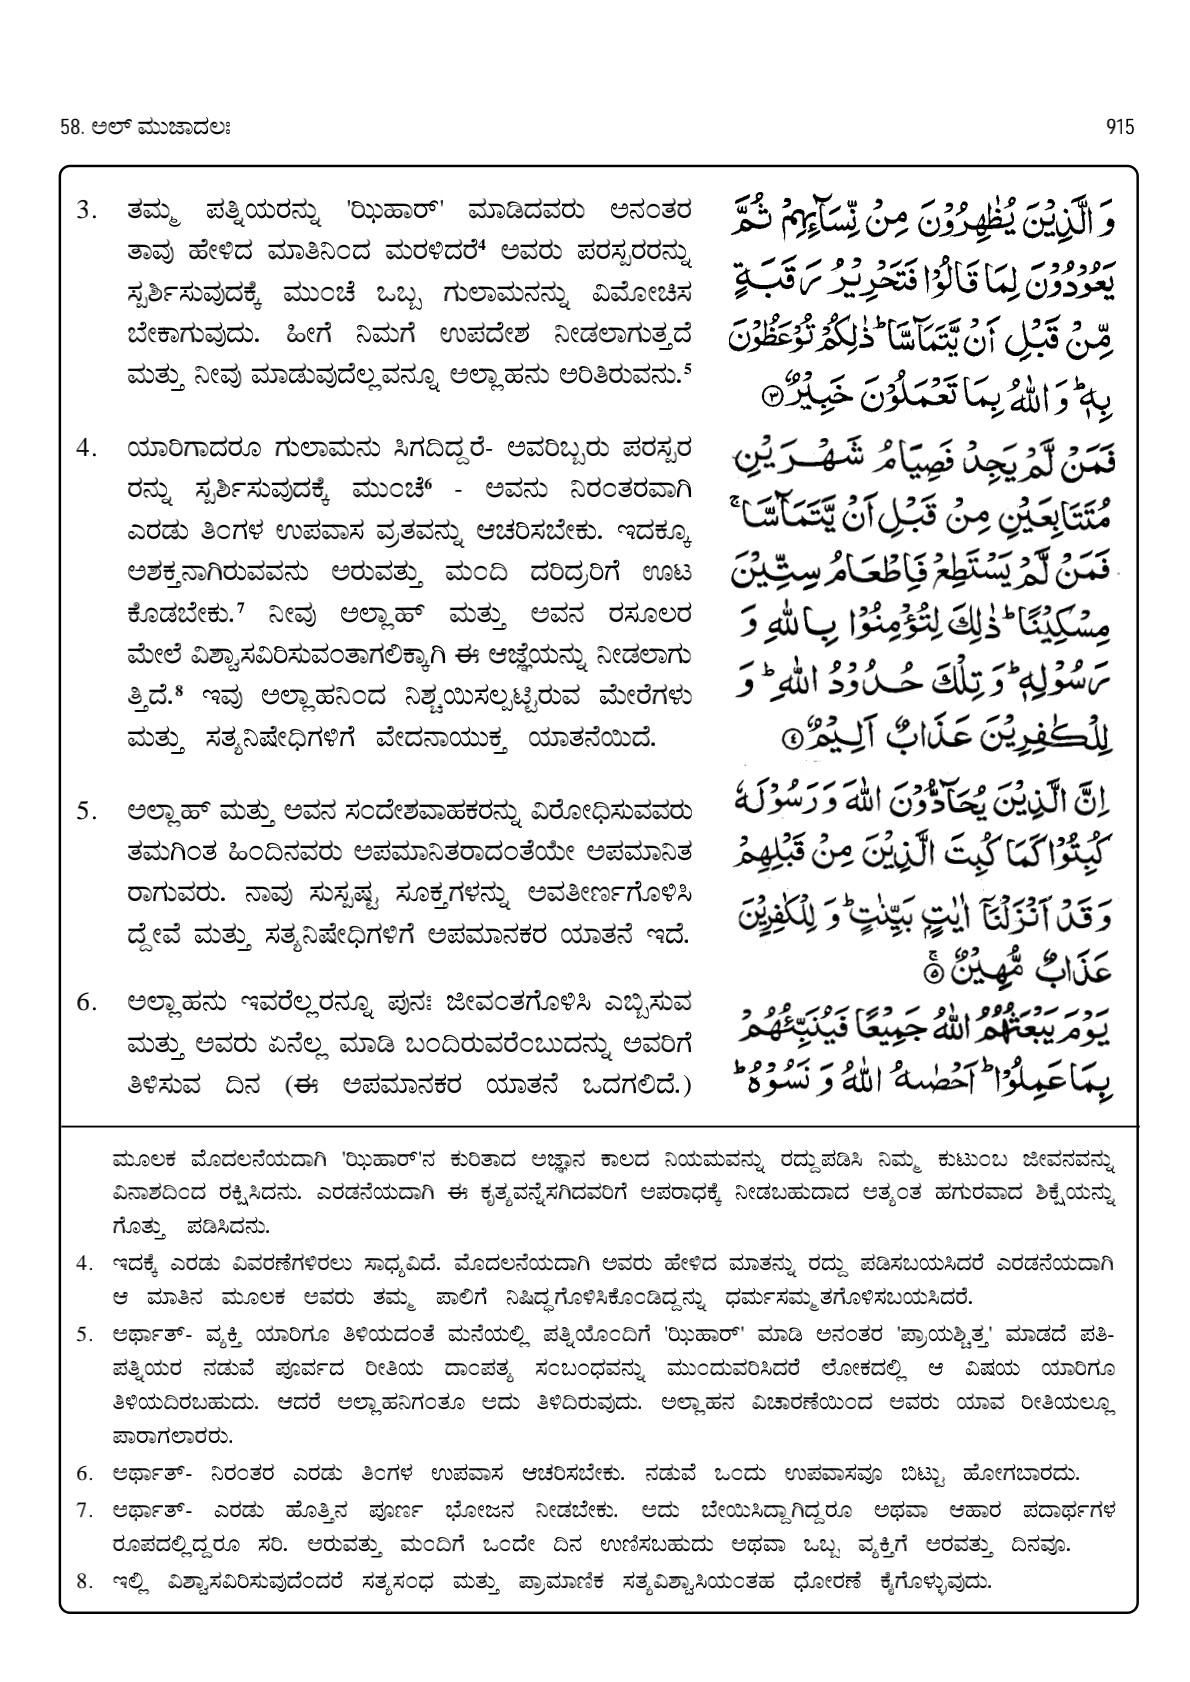 58. ಅಲ್ ಮುಜಾದಲಃ
915
3. ತಮ್ಮ ಪತ್ನಿಯರನ್ನು 'ಝಿಹಾರ್' ಮಾಡಿದವರು ಅನಂತರ
ತಾವು ಹೇಳಿದ ಮಾತಿನಿಂದ ಮರಳಿದರೆ⁴ ಅವರು ಪರಸ್ಪರರನ್ನು
ಸ್ಪರ್ಶಿಸುವುದಕ್ಕೆ ಮುಂಚೆ ಒಬ್ಬ ಗುಲಾಮನನ್ನು ವಿಮೋಚಿಸ
ಬೇಕಾಗುವುದು. ಹೀಗೆ ನಿಮಗೆ ಉಪದೇಶ ನೀಡಲಾಗುತ್ತದೆ
ಮತ್ತು ನೀವು ಮಾಡುವುದೆಲ್ಲವನ್ನೂ ಅಲ್ಲಾಹನು ಅರಿತಿರುವನು.⁵
4. ಯಾರಿಗಾದರೂ ಗುಲಾಮನು ಸಿಗದಿದ್ದರೆ- ಅವರಿಬ್ಬರು ಪರಸ್ಪರ
ರನ್ನು ಸ್ಪರ್ಶಿಸುವುದಕ್ಕೆ ಮುಂಚೆ⁶ - ಅವನು ನಿರಂತರವಾಗಿ
ಎರಡು ತಿಂಗಳ ಉಪವಾಸ ವ್ರತವನ್ನು ಆಚರಿಸಬೇಕು. ಇದಕ್ಕೂ
ಅಶಕ್ತನಾಗಿರುವವನು ಅರುವತ್ತು ಮಂದಿ ದರಿದ್ರರಿಗೆ ಊಟ
ಕೊಡಬೇಕು.⁷ ನೀವು ಅಲ್ಲಾಹ್ ಮತ್ತು ಅವನ ರಸೂಲರ
ಮೇಲೆ ವಿಶ್ವಾಸವಿರಿಸುವಂತಾಗಲಿಕ್ಕಾಗಿ ಈ ಆಜ್ಞೆಯನ್ನು ನೀಡಲಾಗು
ತ್ತಿದೆ.⁸ ಇವು ಅಲ್ಲಾಹನಿಂದ ನಿಶ್ಚಯಿಸಲ್ಪಟ್ಟಿರುವ ಮೇರೆಗಳು
ಮತ್ತು ಸತ್ಯನಿಷೇಧಿಗಳಿಗೆ ವೇದನಾಯುಕ್ತ ಯಾತನೆಯಿದೆ.
5. ಅಲ್ಲಾಹ್ ಮತ್ತು ಅವನ ಸಂದೇಶವಾಹಕರನ್ನು ವಿರೋಧಿಸುವವರು
ತಮಗಿಂತ ಹಿಂದಿನವರು ಅಪಮಾನಿತರಾದಂತೆಯೇ ಅಪಮಾನಿತ
ರಾಗುವರು. ನಾವು ಸುಸ್ಪಷ್ಟ ಸೂಕ್ತಗಳನ್ನು ಅವತೀರ್ಣಗೊಳಿಸಿ
ದ್ದೇವೆ ಮತ್ತು ಸತ್ಯನಿಷೇಧಿಗಳಿಗೆ ಅಪಮಾನಕರ ಯಾತನೆ ಇದೆ.
6. ಅಲ್ಲಾಹನು ಇವರೆಲ್ಲರನ್ನೂ ಪುನಃ ಜೀವಂತಗೊಳಿಸಿ ಎಬ್ಬಿಸುವ
ಮತ್ತು ಅವರು ಏನೆಲ್ಲ ಮಾಡಿ ಬಂದಿರುವರೆಂಬುದನ್ನು ಅವರಿಗೆ
ತಿಳಿಸುವ ದಿನ (ಈ ಅಪಮಾನಕರ ಯಾತನೆ ಒದಗಲಿದೆ.)
وَ الَّذِيْنَ يُظٰهِرُوْنَ مِنْ نِّسَآئِهِمْ ثُمَّ
يَعُوْدُوْنَ لِمَا قَالُوْا فَتَحْرِيْرُ رَقَبَةٍ
مِّنْ قَبْلِ اَنْ يَّتَمَآسَّا ؕ ذٰلِكُمْ تُوْعَظُوْنَ
بِهٖ ؕ وَ اللّٰهُ بِمَا تَعْمَلُوْنَ خَبِيْرٌ ﴿٣﴾
فَمَنْ لَّمْ يَجِدْ فَصِيَامُ شَهْرَيْنِ
مُتَتَابِعَيْنِ مِنْ قَبْلِ اَنْ يَّتَمَآسَّا ۚ
فَمَنْ لَّمْ يَسْتَطِعْ فَاِطْعَامُ سِتِّيْنَ
مِسْكِيْنًا ؕ ذٰلِكَ لِتُؤْمِنُوْا بِاللّٰهِ وَ
رَسُوْلِهٖ ؕ وَ تِلْكَ حُدُوْدُ اللّٰهِ ؕ وَ
لِلْكٰفِرِيْنَ عَذَابٌ اَلِيْمٌ ﴿٤﴾
اِنَّ الَّذِيْنَ يُحَآدُّوْنَ اللّٰهَ وَ رَسُوْلَهٗ
كُبِتُوْا كَمَا كُبِتَ الَّذِيْنَ مِنْ قَبْلِهِمْ
وَ قَدْ اَنْزَلْنَاۤ اٰيٰتٍۭ بَيِّنٰتٍ ؕ وَ لِلْكٰفِرِيْنَ
عَذَابٌ مُّهِيْنٌ ۚ ﴿٥﴾
يَوْمَ يَبْعَثُهُمُ اللّٰهُ جَمِيْعًا فَيُنَبِّئُهُمْ
بِمَا عَمِلُوْا ؕ اَحْصٰىهُ اللّٰهُ وَ نَسُوْهُ ؕ
ಮೂಲಕ ಮೊದಲನೆಯದಾಗಿ 'ಝಿಹಾರ್'ನ ಕುರಿತಾದ ಅಜ್ಞಾನ ಕಾಲದ ನಿಯಮವನ್ನು ರದ್ದುಪಡಿಸಿ ನಿಮ್ಮ ಕುಟುಂಬ ಜೀವನವನ್ನು
ವಿನಾಶದಿಂದ ರಕ್ಷಿಸಿದನು. ಎರಡನೆಯದಾಗಿ ಈ ಕೃತ್ಯವನ್ನೆಸಗಿದವರಿಗೆ ಅಪರಾಧಕ್ಕೆ ನೀಡಬಹುದಾದ ಅತ್ಯಂತ ಹಗುರವಾದ ಶಿಕ್ಷೆಯನ್ನು
ಗೊತ್ತು ಪಡಿಸಿದನು.
4. ಇದಕ್ಕೆ ಎರಡು ವಿವರಣೆಗಳಿರಲು ಸಾಧ್ಯವಿದೆ. ಮೊದಲನೆಯದಾಗಿ ಅವರು ಹೇಳಿದ ಮಾತನ್ನು ರದ್ದು ಪಡಿಸಬಯಸಿದರೆ ಎರಡನೆಯದಾಗಿ
ಆ ಮಾತಿನ ಮೂಲಕ ಅವರು ತಮ್ಮ ಪಾಲಿಗೆ ನಿಷಿದ್ಧಗೊಳಿಸಿಕೊಂಡಿದ್ದನ್ನು ಧರ್ಮಸಮ್ಮತಗೊಳಿಸಬಯಸಿದರೆ.
5. ಅರ್ಥಾತ್- ವ್ಯಕ್ತಿ ಯಾರಿಗೂ ತಿಳಿಯದಂತೆ ಮನೆಯಲ್ಲಿ ಪತ್ನಿಯೊಂದಿಗೆ 'ಝಿಹಾರ್' ಮಾಡಿ ಅನಂತರ 'ಪ್ರಾಯಶ್ಚಿತ್ತ' ಮಾಡದೆ ಪತಿ-
ಪತ್ನಿಯರ ನಡುವೆ ಪೂರ್ವದ ರೀತಿಯ ದಾಂಪತ್ಯ ಸಂಬಂಧವನ್ನು ಮುಂದುವರಿಸಿದರೆ ಲೋಕದಲ್ಲಿ ಆ ವಿಷಯ ಯಾರಿಗೂ
ತಿಳಿಯದಿರಬಹುದು. ಆದರೆ ಅಲ್ಲಾಹನಿಗಂತೂ ಅದು ತಿಳಿದಿರುವುದು. ಅಲ್ಲಾಹನ ವಿಚಾರಣೆಯಿಂದ ಅವರು ಯಾವ ರೀತಿಯಲ್ಲೂ
ಪಾರಾಗಲಾರರು.
6. ಅರ್ಥಾತ್- ನಿರಂತರ ಎರಡು ತಿಂಗಳ ಉಪವಾಸ ಆಚರಿಸಬೇಕು. ನಡುವೆ ಒಂದು ಉಪವಾಸವೂ ಬಿಟ್ಟು ಹೋಗಬಾರದು.
7. ಅರ್ಥಾತ್- ಎರಡು ಹೊತ್ತಿನ ಪೂರ್ಣ ಭೋಜನ ನೀಡಬೇಕು. ಅದು ಬೇಯಿಸಿದ್ದಾಗಿದ್ದರೂ ಅಥವಾ ಆಹಾರ ಪದಾರ್ಥಗಳ
ರೂಪದಲ್ಲಿದ್ದರೂ ಸರಿ. ಅರುವತ್ತು ಮಂದಿಗೆ ಒಂದೇ ದಿನ ಉಣಿಸಬಹುದು ಅಥವಾ ಒಬ್ಬ ವ್ಯಕ್ತಿಗೆ ಅರವತ್ತು ದಿನವೂ.
8. ಇಲ್ಲಿ ವಿಶ್ವಾಸವಿರಿಸುವುದೆಂದರೆ ಸತ್ಯಸಂಧ ಮತ್ತು ಪ್ರಾಮಾಣಿಕ ಸತ್ಯವಿಶ್ವಾಸಿಯಂತಹ ಧೋರಣೆ ಕೈಗೊಳ್ಳುವುದು.